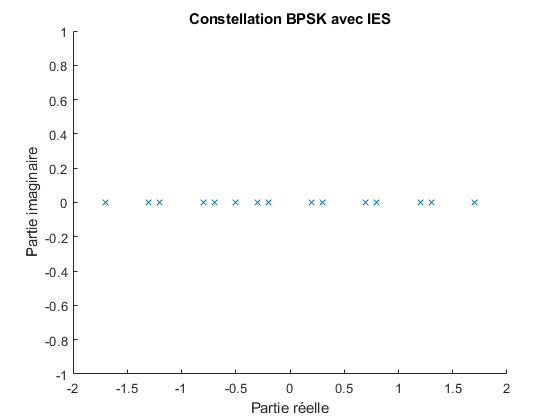 Constellation BPSK avec IES
1
0.8
0.6
0.4
0.2
0
-0.2
-0.4
-0.6
-0.8
-1
Partie imaginaire
-2 -1.5 -1 -0.5 0 0.5 1 1.5 2
Partie réelle